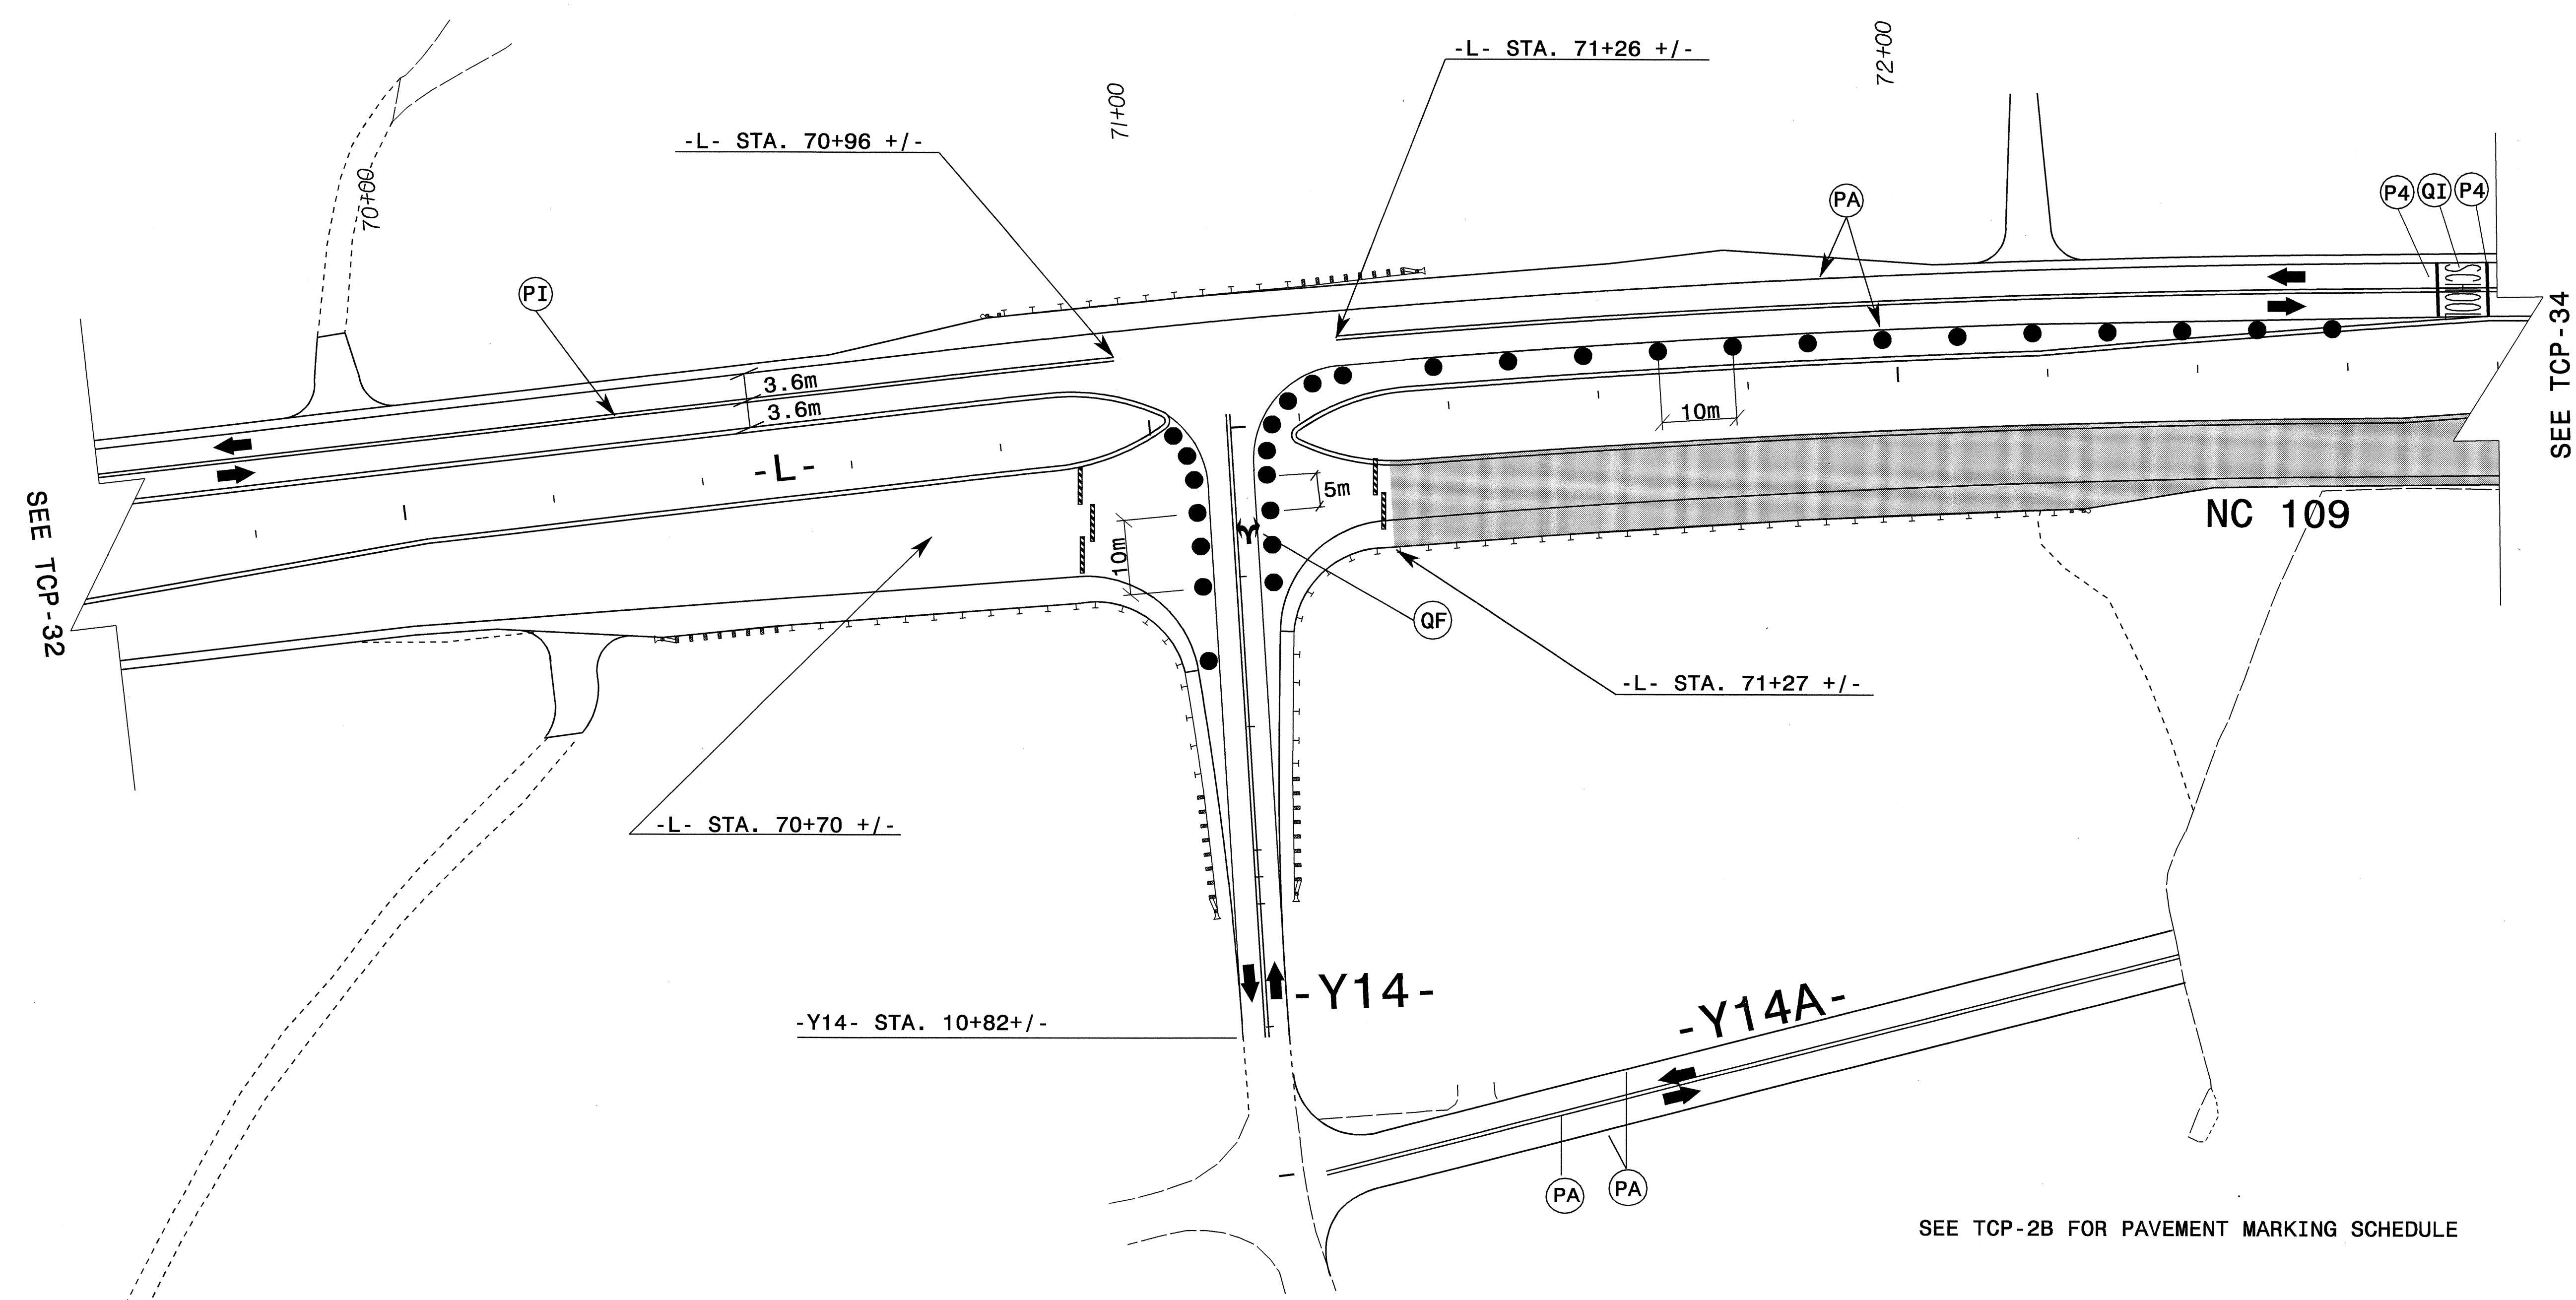 -L- STA. 71+26 +/-
72+00
71+00
-L- STA. 70+96 +/-
70+00
PA
P4
QI
P4
PI
3.6m
3.6m
10m
-L-
5m
10m
NC 109
SEE TCP-34
SEE TCP-32
QF
-L- STA. 71+27 +/-
-L- STA. 70+70 +/-
-Y14-
-Y14A-
-Y14- STA. 10+82+/-
PA
PA
SEE TCP-2B FOR PAVEMENT MARKING SCHEDULE